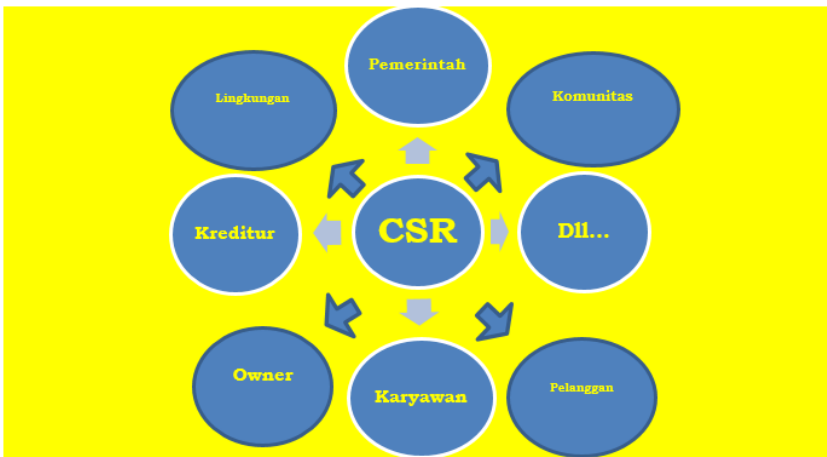 Pemerintah
Lingkungan
Komunitas
Kreditur
CSR
Dll...
Owner
Karyawan
Pelanggan